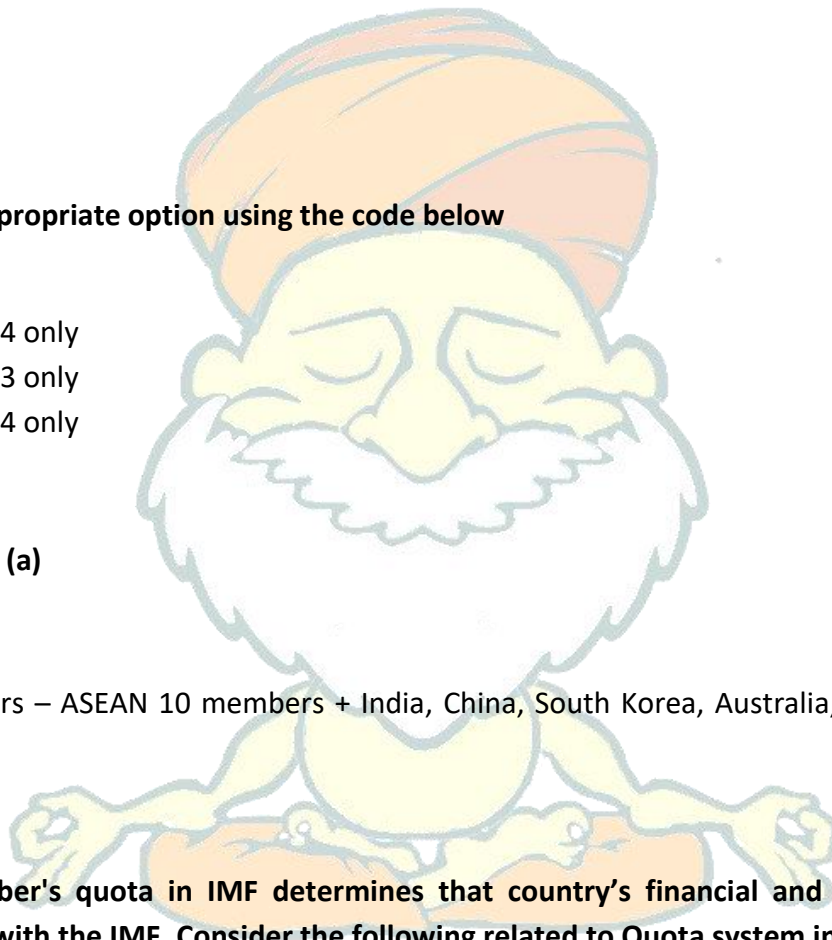 propriate option using the code below
4 only
3 only
4 only
(a)
rs – ASEAN 10 members + India, China, South Korea, Australia,
ber's quota in IMF determines that country's financial and
with the IMF. Consider the following related to Quota system in